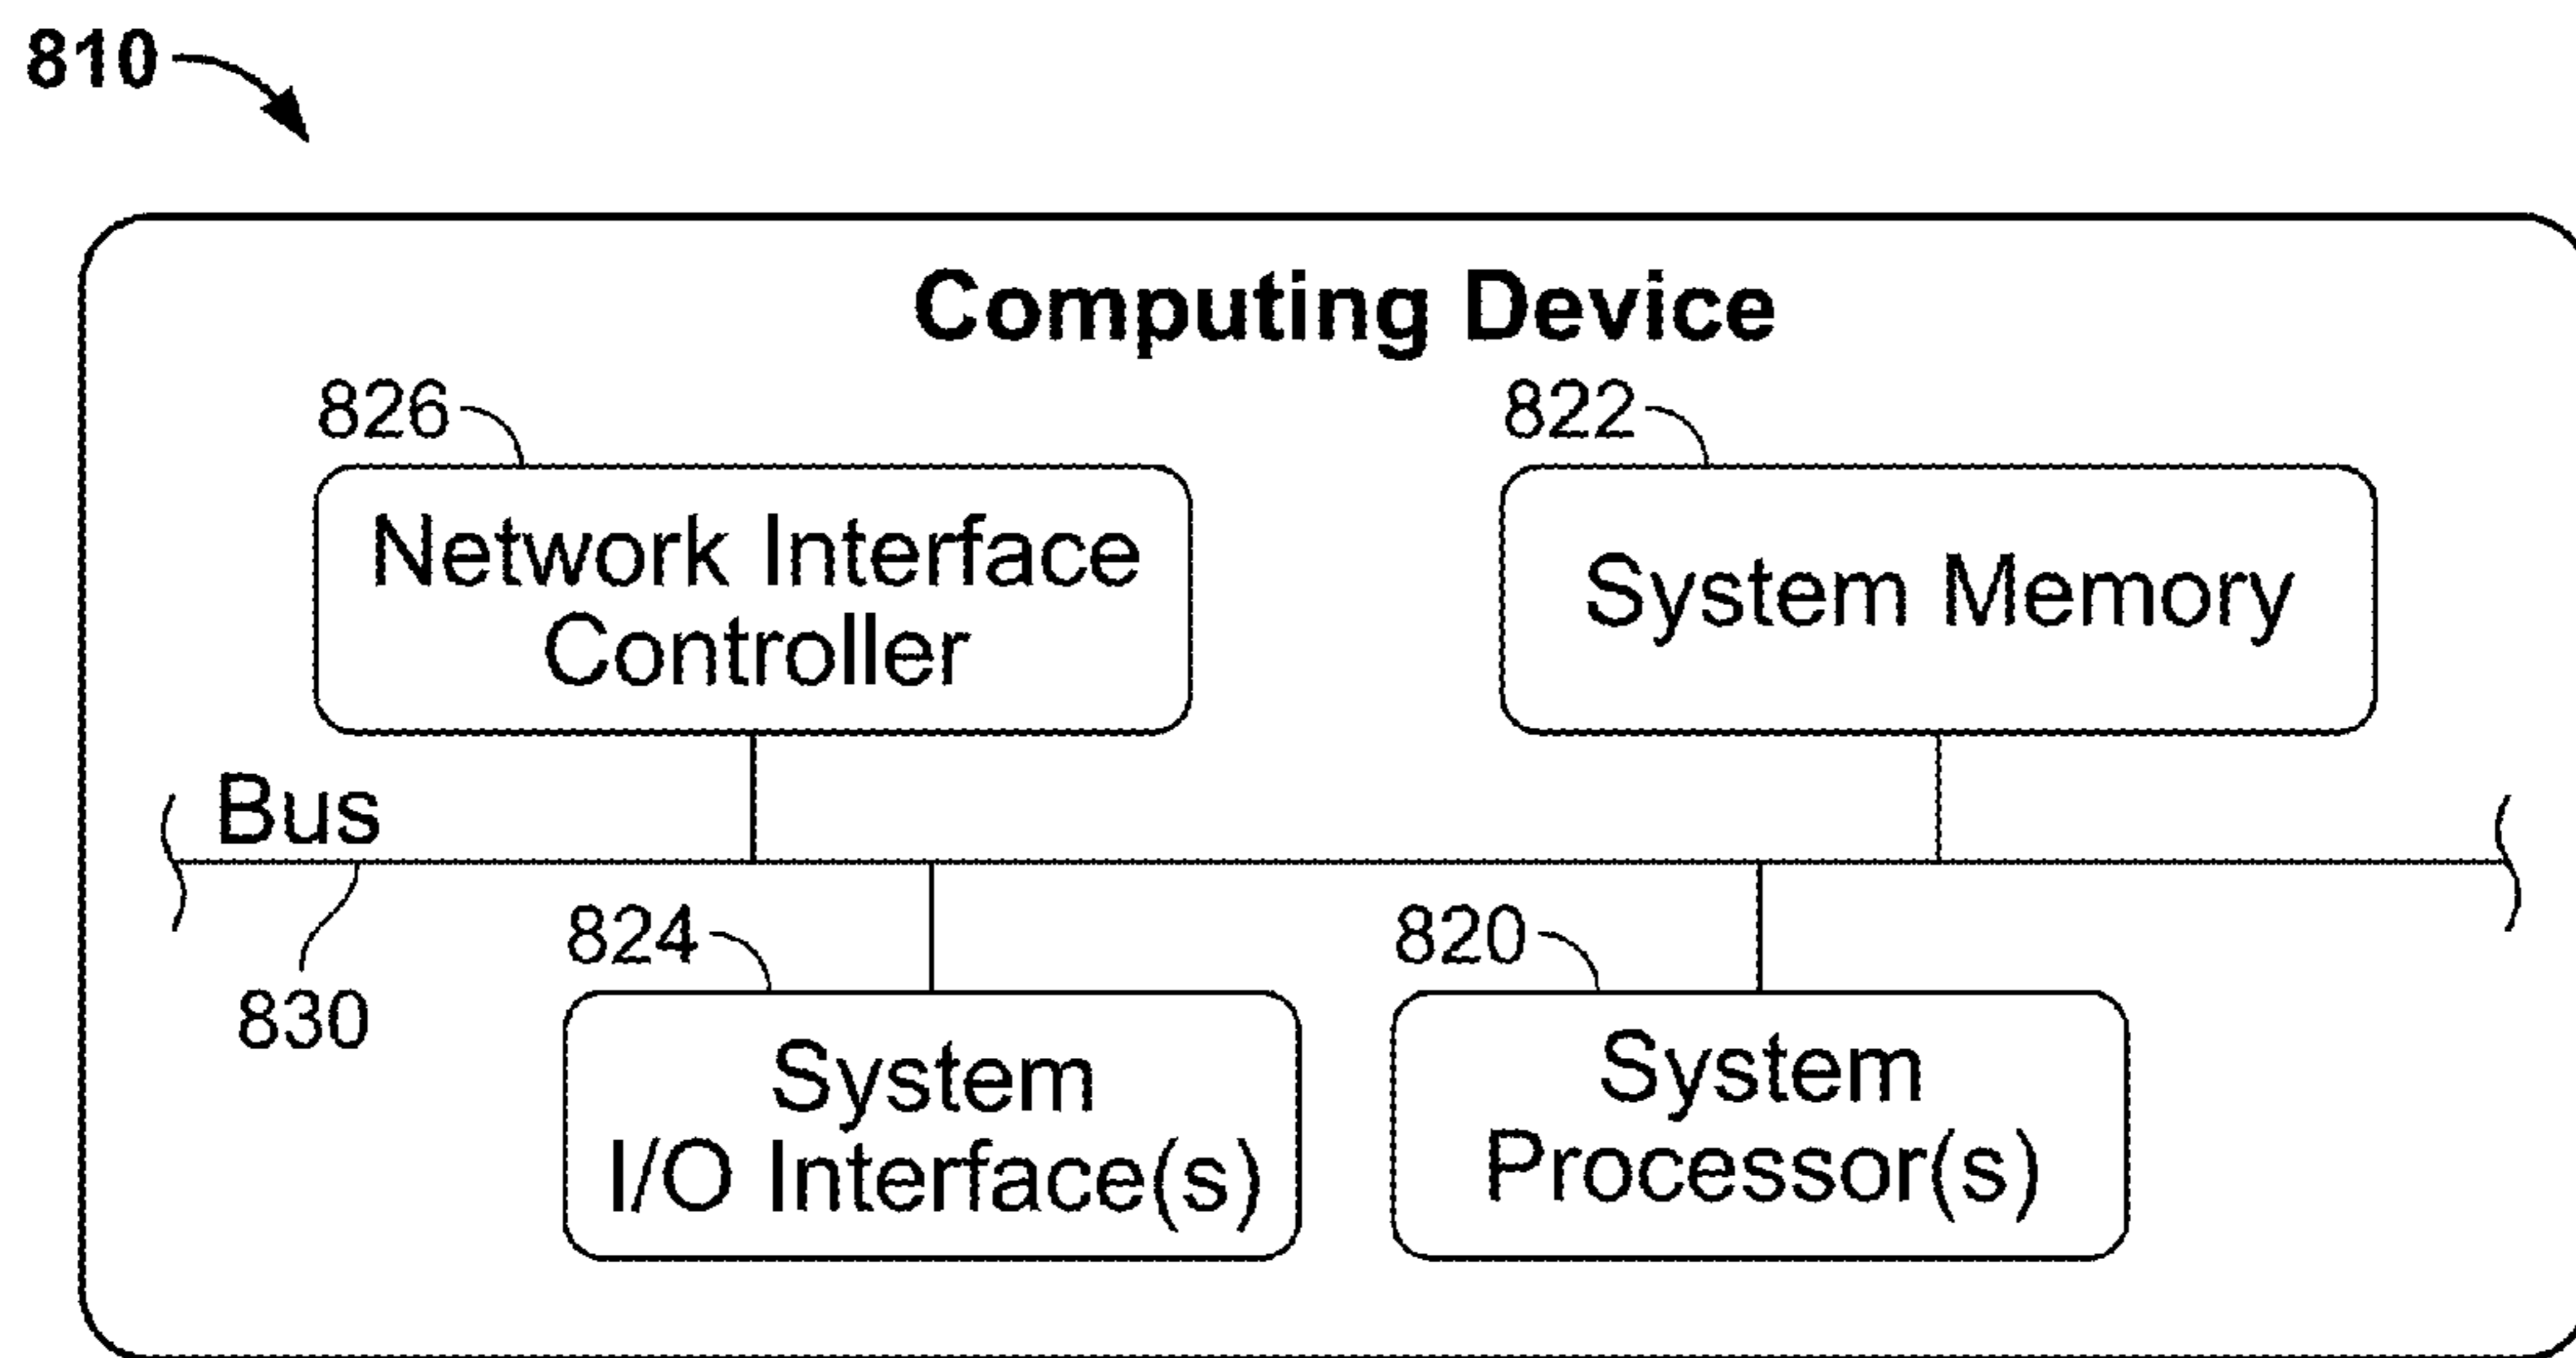 810
Computing Device
826
822
Network Interface
Controller
System Memory
Bus
824
820
830
System
I/O Interface(s)
System
Processor(s)